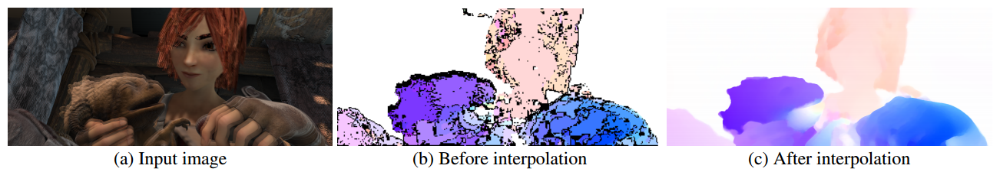 (a) Input image
(b) Before interpolation
(c) After interpolation